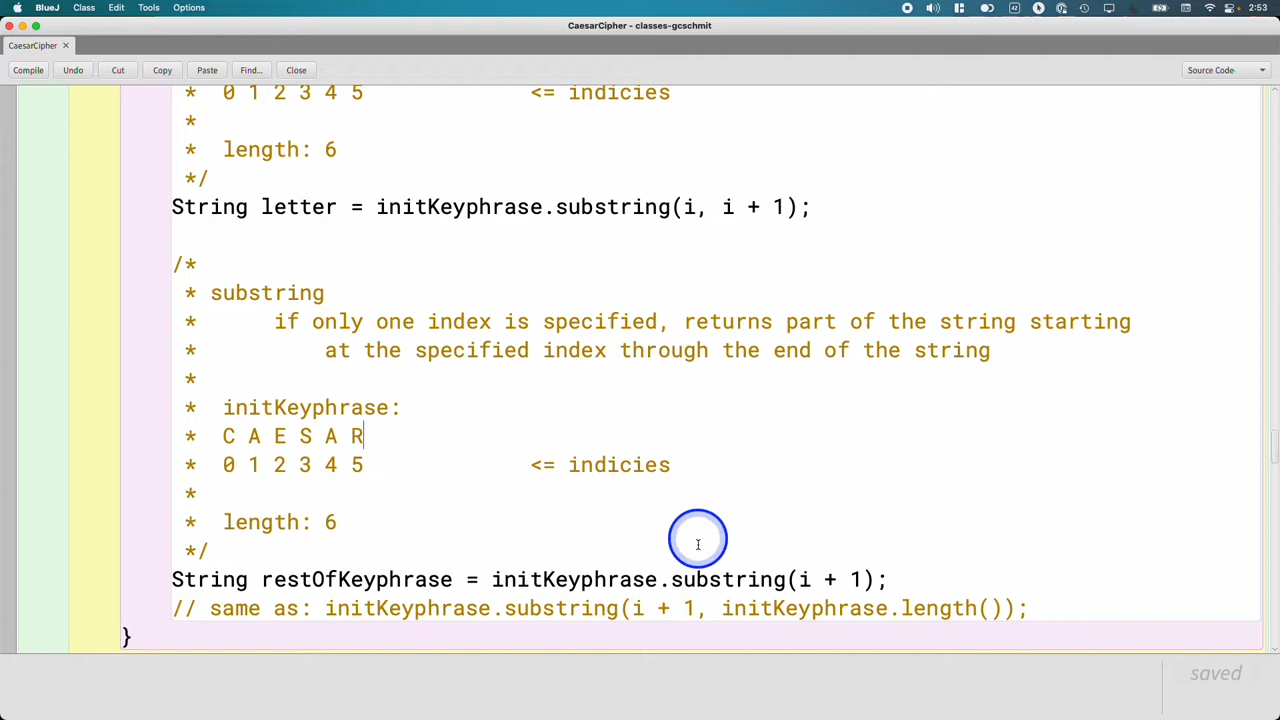 BlueJ Class Edit Tools Options 42 2:53
CaesarCipher - classes-gcschmit
CaesarCipher ×
Compile Undo Cut Copy Paste Find... Close Source Code
* 0 1 2 3 4 5 <= indicies
*
* length: 6
*/
String letter = initKeyphrase.substring(i, i + 1);
/*
* substring
* if only one index is specified, returns part of the string starting
* at the specified index through the end of the string
*
* initKeyphrase:
* C A E S A R
* 0 1 2 3 4 5 <= indicies
*
* length: 6
*/
String restOfKeyphrase = initKeyphrase.substring(i + 1);
// same as: initKeyphrase.substring(i + 1, initKeyphrase.length());
}
saved